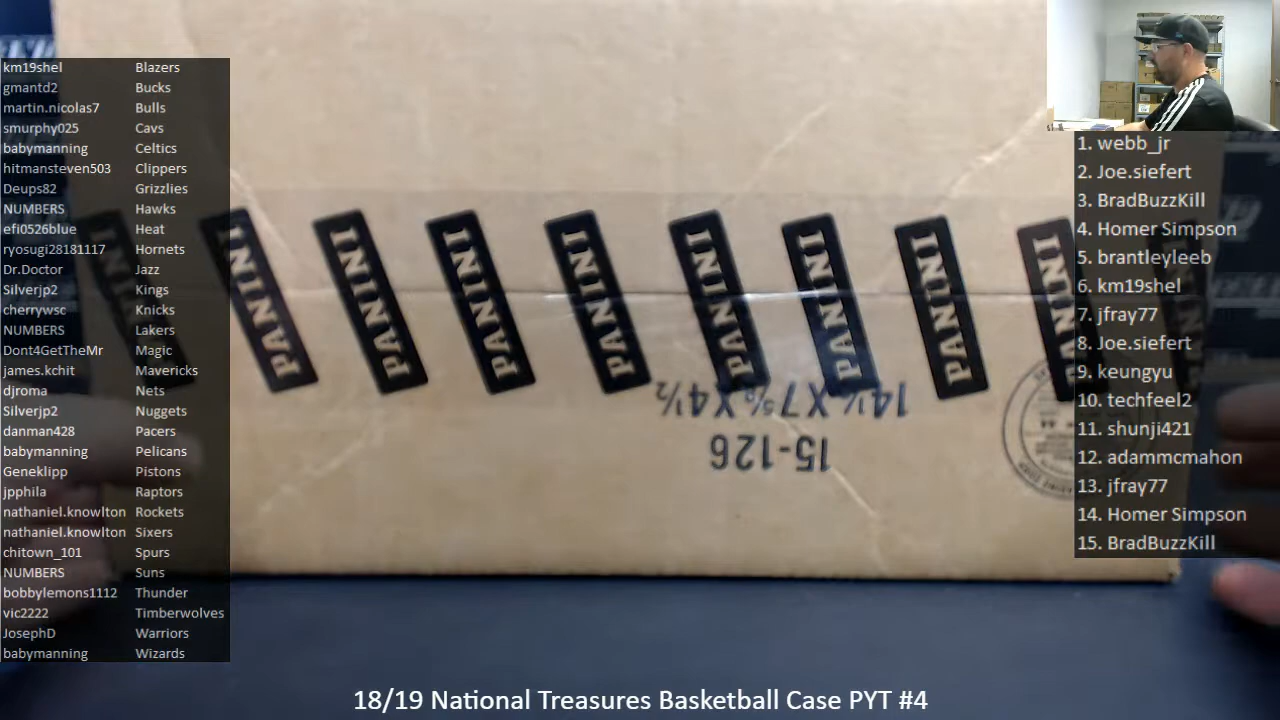 km19shel Blazers
gmantd2 Bucks
martin.nicolas7 Bulls
smurphy025 Cavs
babymanning Celtics
hitmansteven503 Clippers
Deups82 Grizzlies
NUMBERS Hawks
efi0526blue Heat
ryosugi28181117 Hornets
Dr.Doctor Jazz
Silverjp2 Kings
cherrywsc Knicks
NUMBERS Lakers
Dont4GetTheMr Magic
james.kchit Mavericks
djroma Nets
Silverjp2 Nuggets
danman428 Pacers
babymanning Pelicans
Geneklipp Pistons
jpphila Raptors
nathaniel.knowlton Rockets
nathaniel.knowlton Sixers
chitown_101 Spurs
NUMBERS Suns
bobbylemons1112 Thunder
vic2222 Timberwolves
JosephD Warriors
babymanning Wizards
PANINI PANINI PANINI PANINI PANINI PANINI PANINI PANINI
15-126
1. webb_jr
2. Joe.siefert
3. BradBuzzKill
4. Homer Simpson
5. brantleyleeb
6. km19shel
7. jfray77
8. Joe.siefert
9. keungyu
10. techfeel2
11. shunji421
12. adammcmahon
13. jfray77
14. Homer Simpson
15. BradBuzzKill
18/19 National Treasures Basketball Case PYT #4